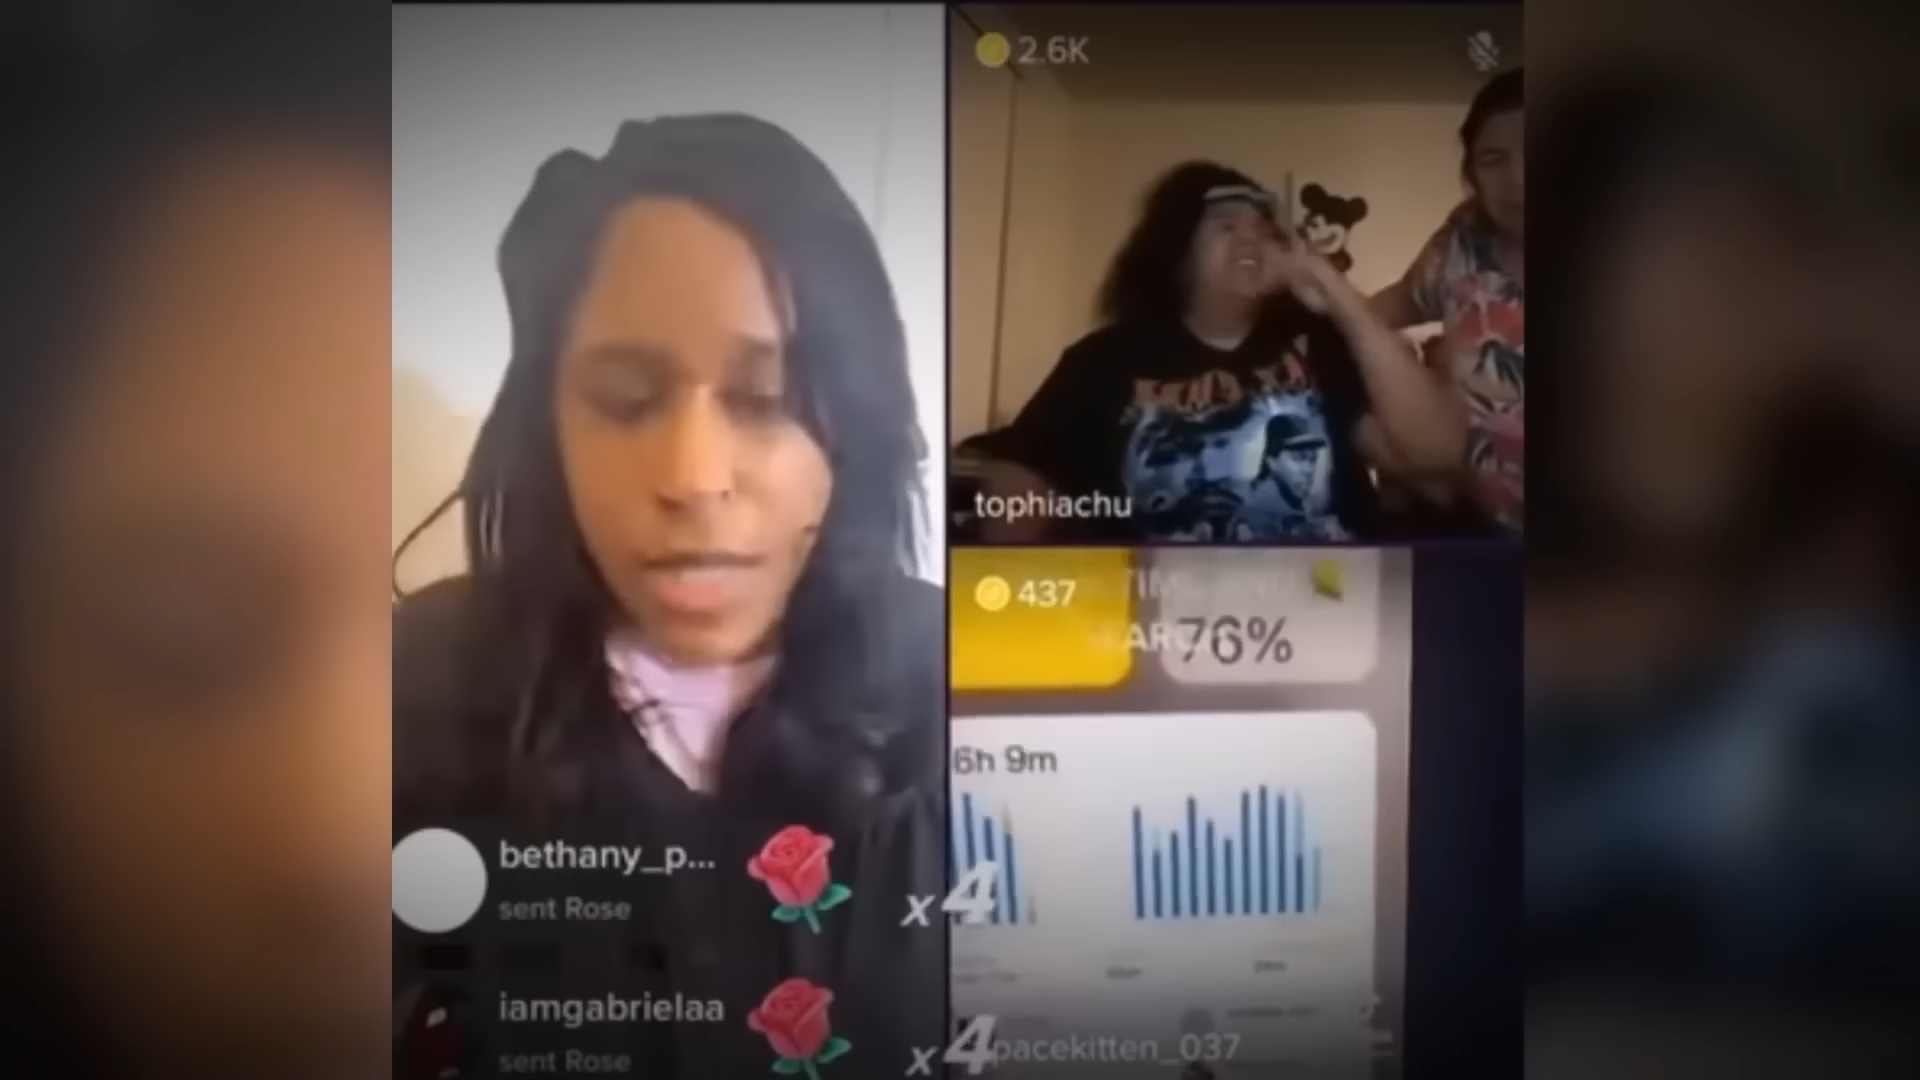 2.6K
tophiachu
437
76%
6h 9m
bethany_p...
sent Rose
x4
iamgabrielaa
sent Rose
x4
pacekitten_037